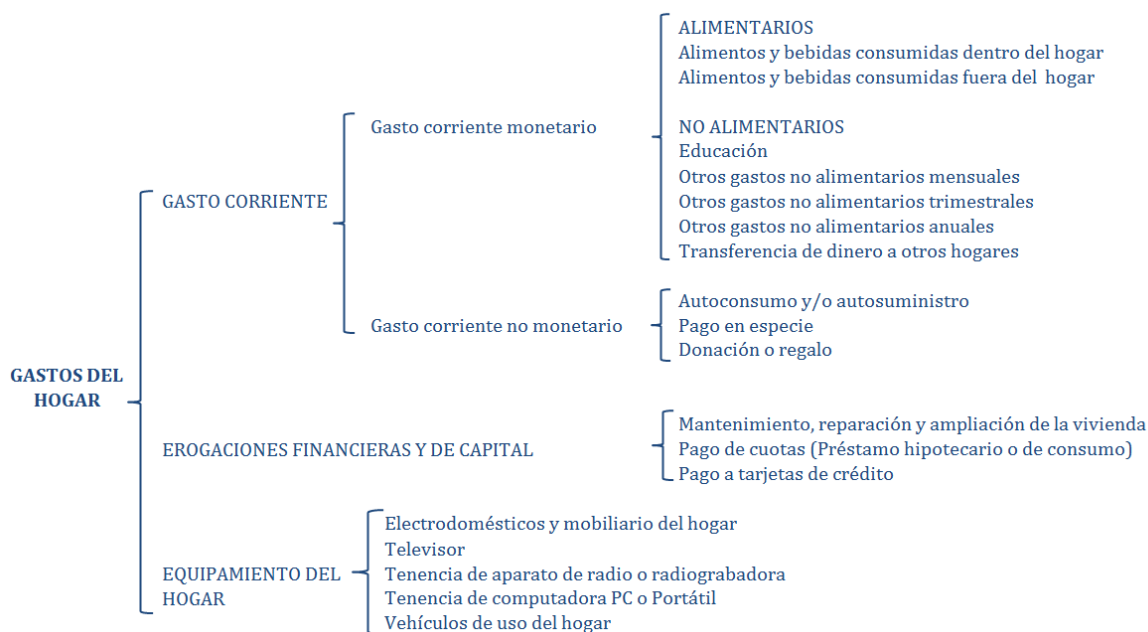 GASTOS DEL
HOGAR
GASTO CORRIENTE
Gasto corriente monetario
ALIMENTARIOS
Alimentos y bebidas consumidas dentro del hogar
Alimentos y bebidas consumidas fuera del hogar
NO ALIMENTARIOS
Educación
Otros gastos no alimentarios mensuales
Otros gastos no alimentarios trimestrales
Otros gastos no alimentarios anuales
Transferencia de dinero a otros hogares
Gasto corriente no monetario
Autoconsumo y/o autosuministro
Pago en especie
Donación o regalo
EROGACIONES FINANCIERAS Y DE CAPITAL
Mantenimiento, reparación y ampliación de la vivienda
Pago de cuotas (Préstamo hipotecario o de consumo)
Pago a tarjetas de crédito
EQUIPAMIENTO DEL
HOGAR
Electrodomésticos y mobiliario del hogar
Televisor
Tenencia de aparato de radio o radiograbadora
Tenencia de computadora PC o Portátil
Vehículos de uso del hogar